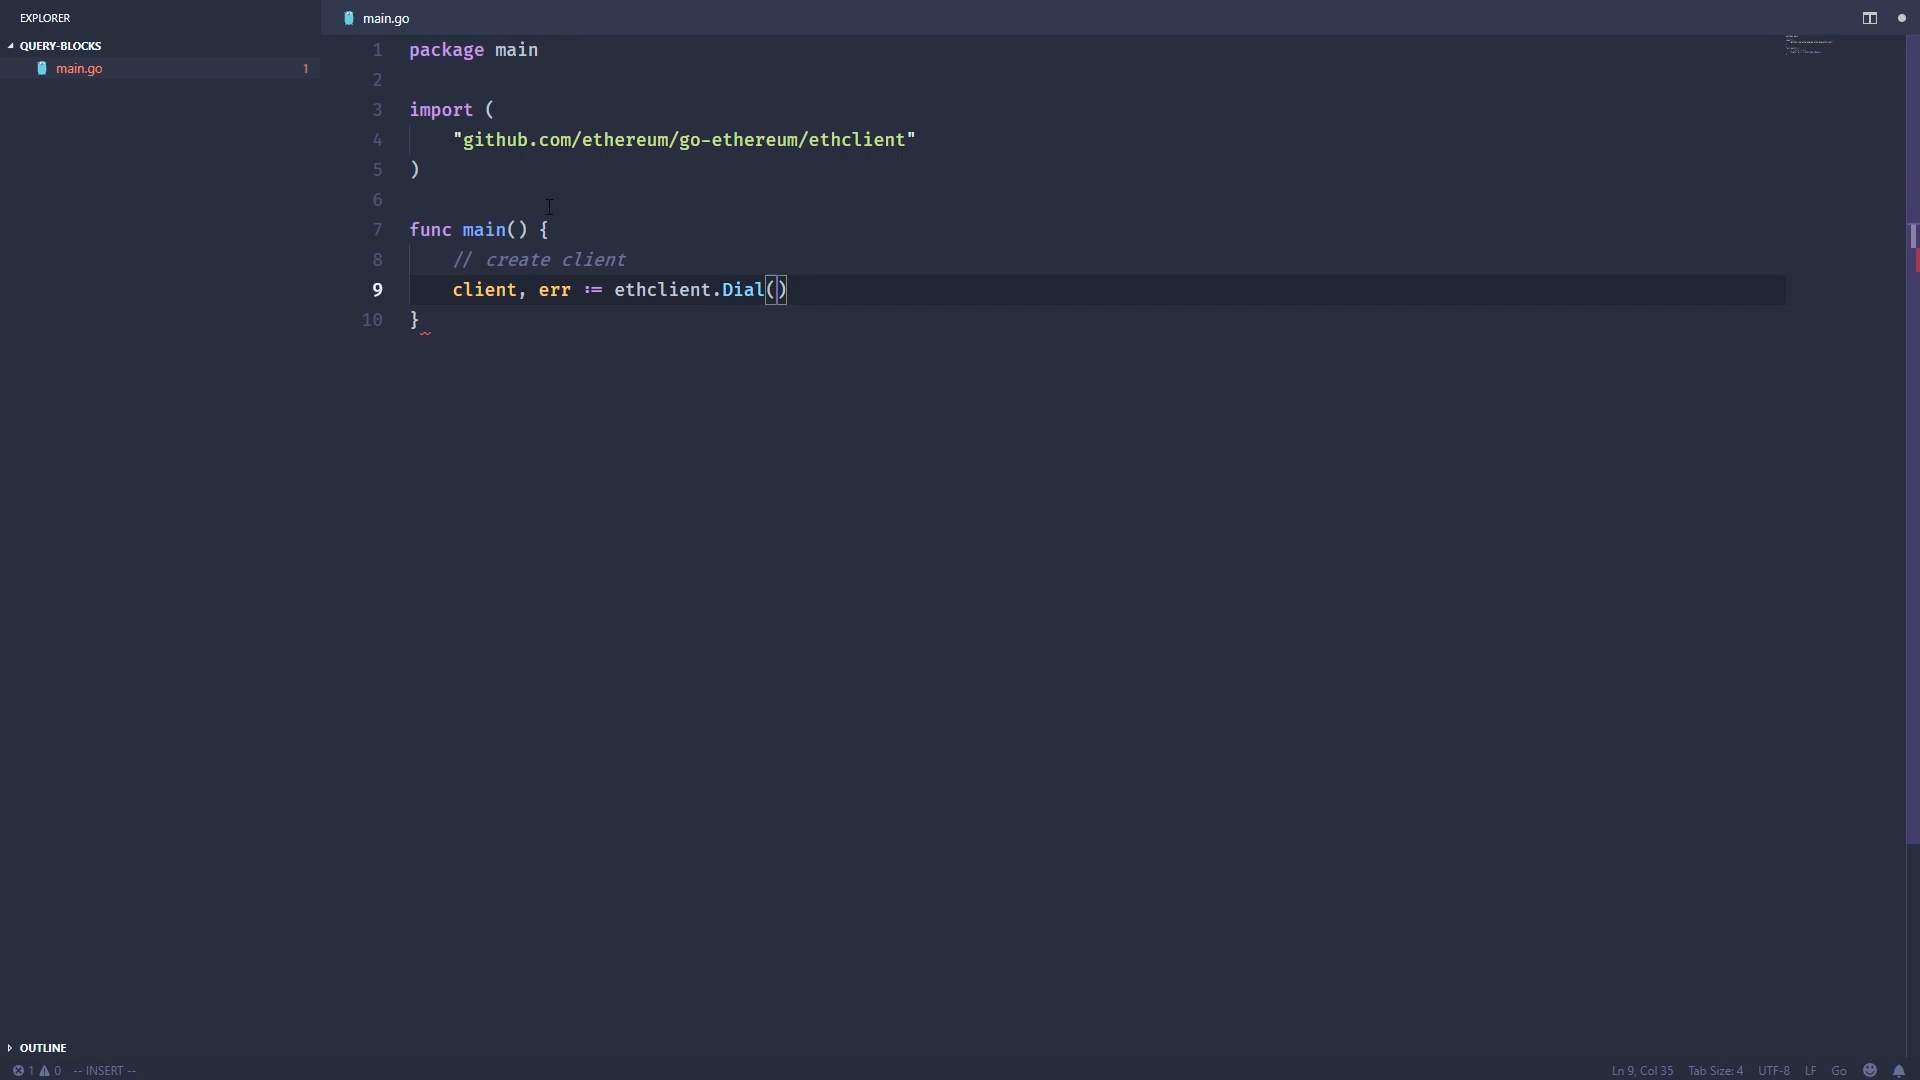 EXPLORER
QUERY-BLOCKS
main.go 1
main.go
1 package main
2
3 import (
4 "github.com/ethereum/go-ethereum/ethclient"
5 )
6
7 func main() {
8 // create client
9 client, err := ethclient.Dial()
10 }
OUTLINE
1 0 -- INSERT --
Ln 9, Col 35 Tab Size: 4 UTF-8 LF Go